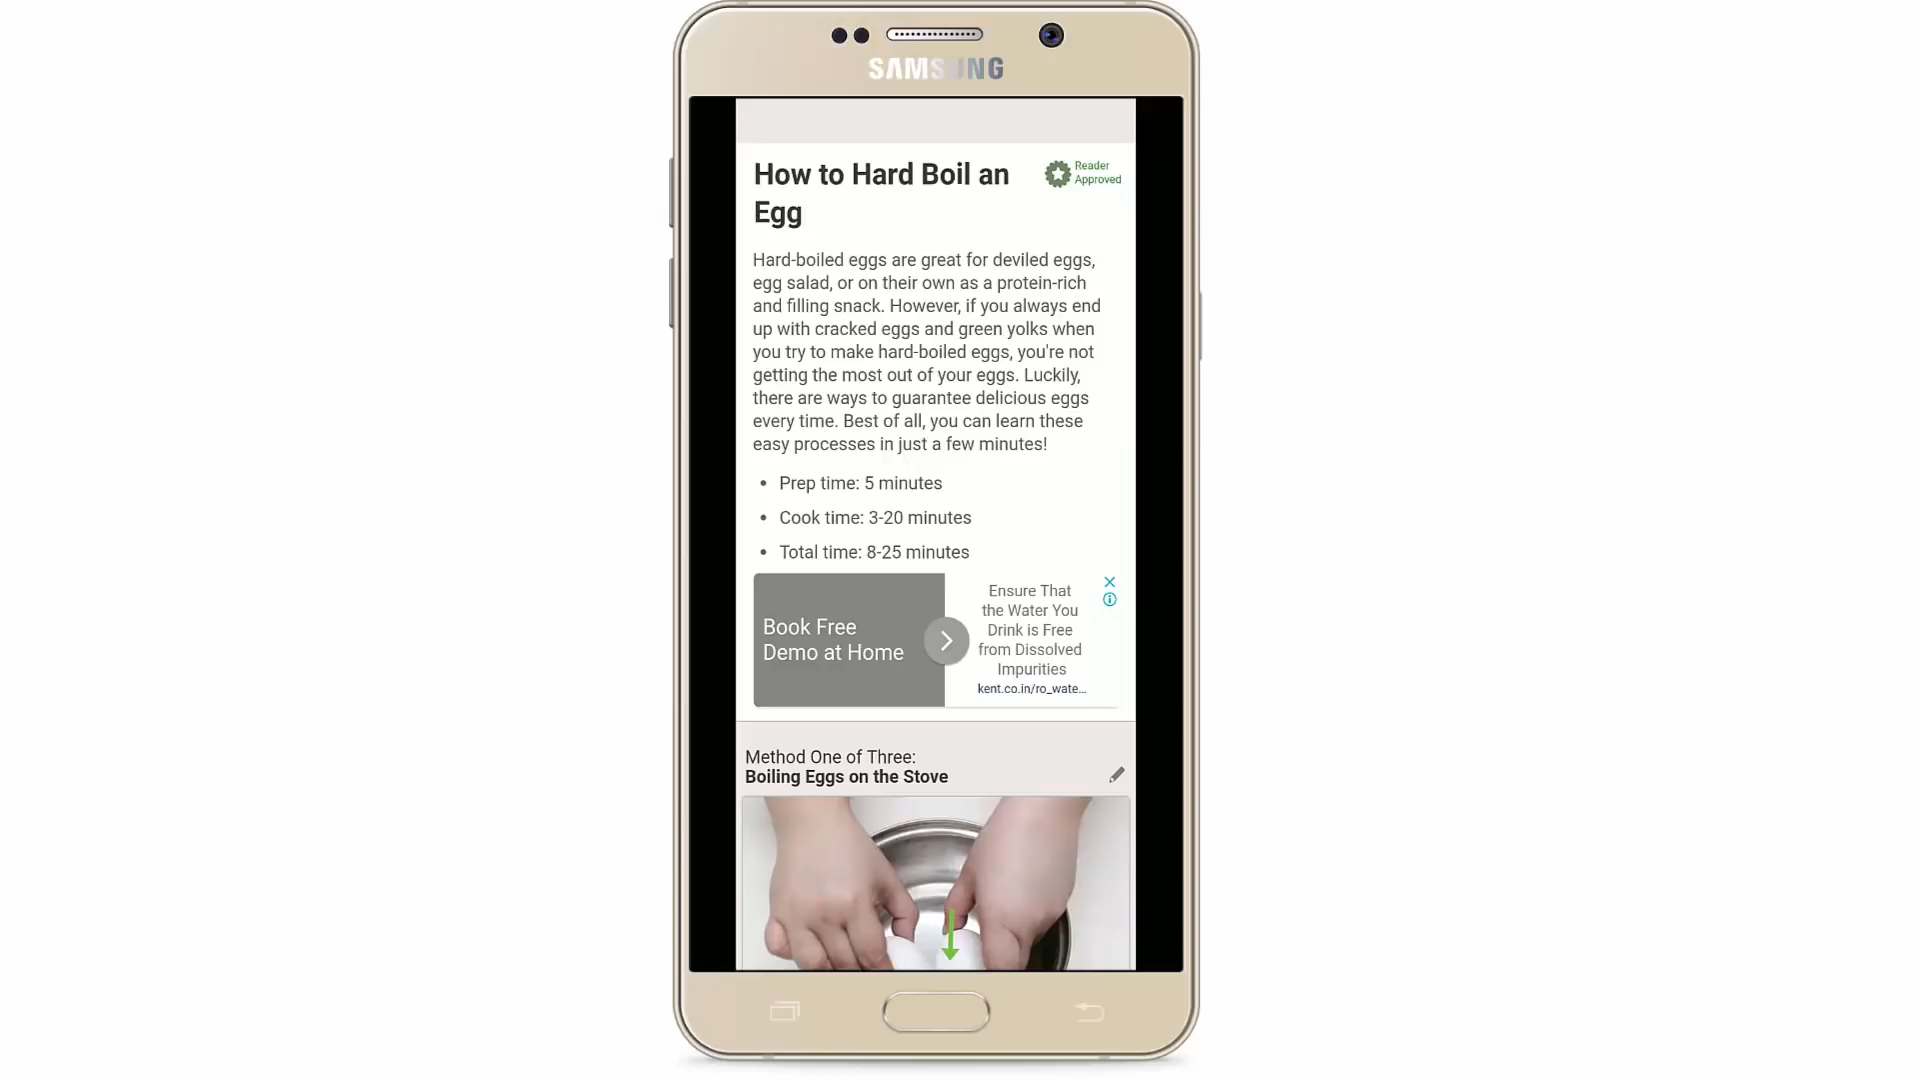 SAMSUNG
How to Hard Boil an
Egg
Reader
Approved
Hard-boiled eggs are great for deviled eggs,
egg salad, or on their own as a protein-rich
and filling snack. However, if you always end
up with cracked eggs and green yolks when
you try to make hard-boiled eggs, you're not
getting the most out of your eggs. Luckily,
there are ways to guarantee delicious eggs
every time. Best of all, you can learn these
easy processes in just a few minutes!
• Prep time: 5 minutes
• Cook time: 3-20 minutes
• Total time: 8-25 minutes
Book Free
Demo at Home
Ensure That
the Water You
Drink is Free
from Dissolved
Impurities
kent.co.in/ro_wate...
Method One of Three:
Boiling Eggs on the Stove